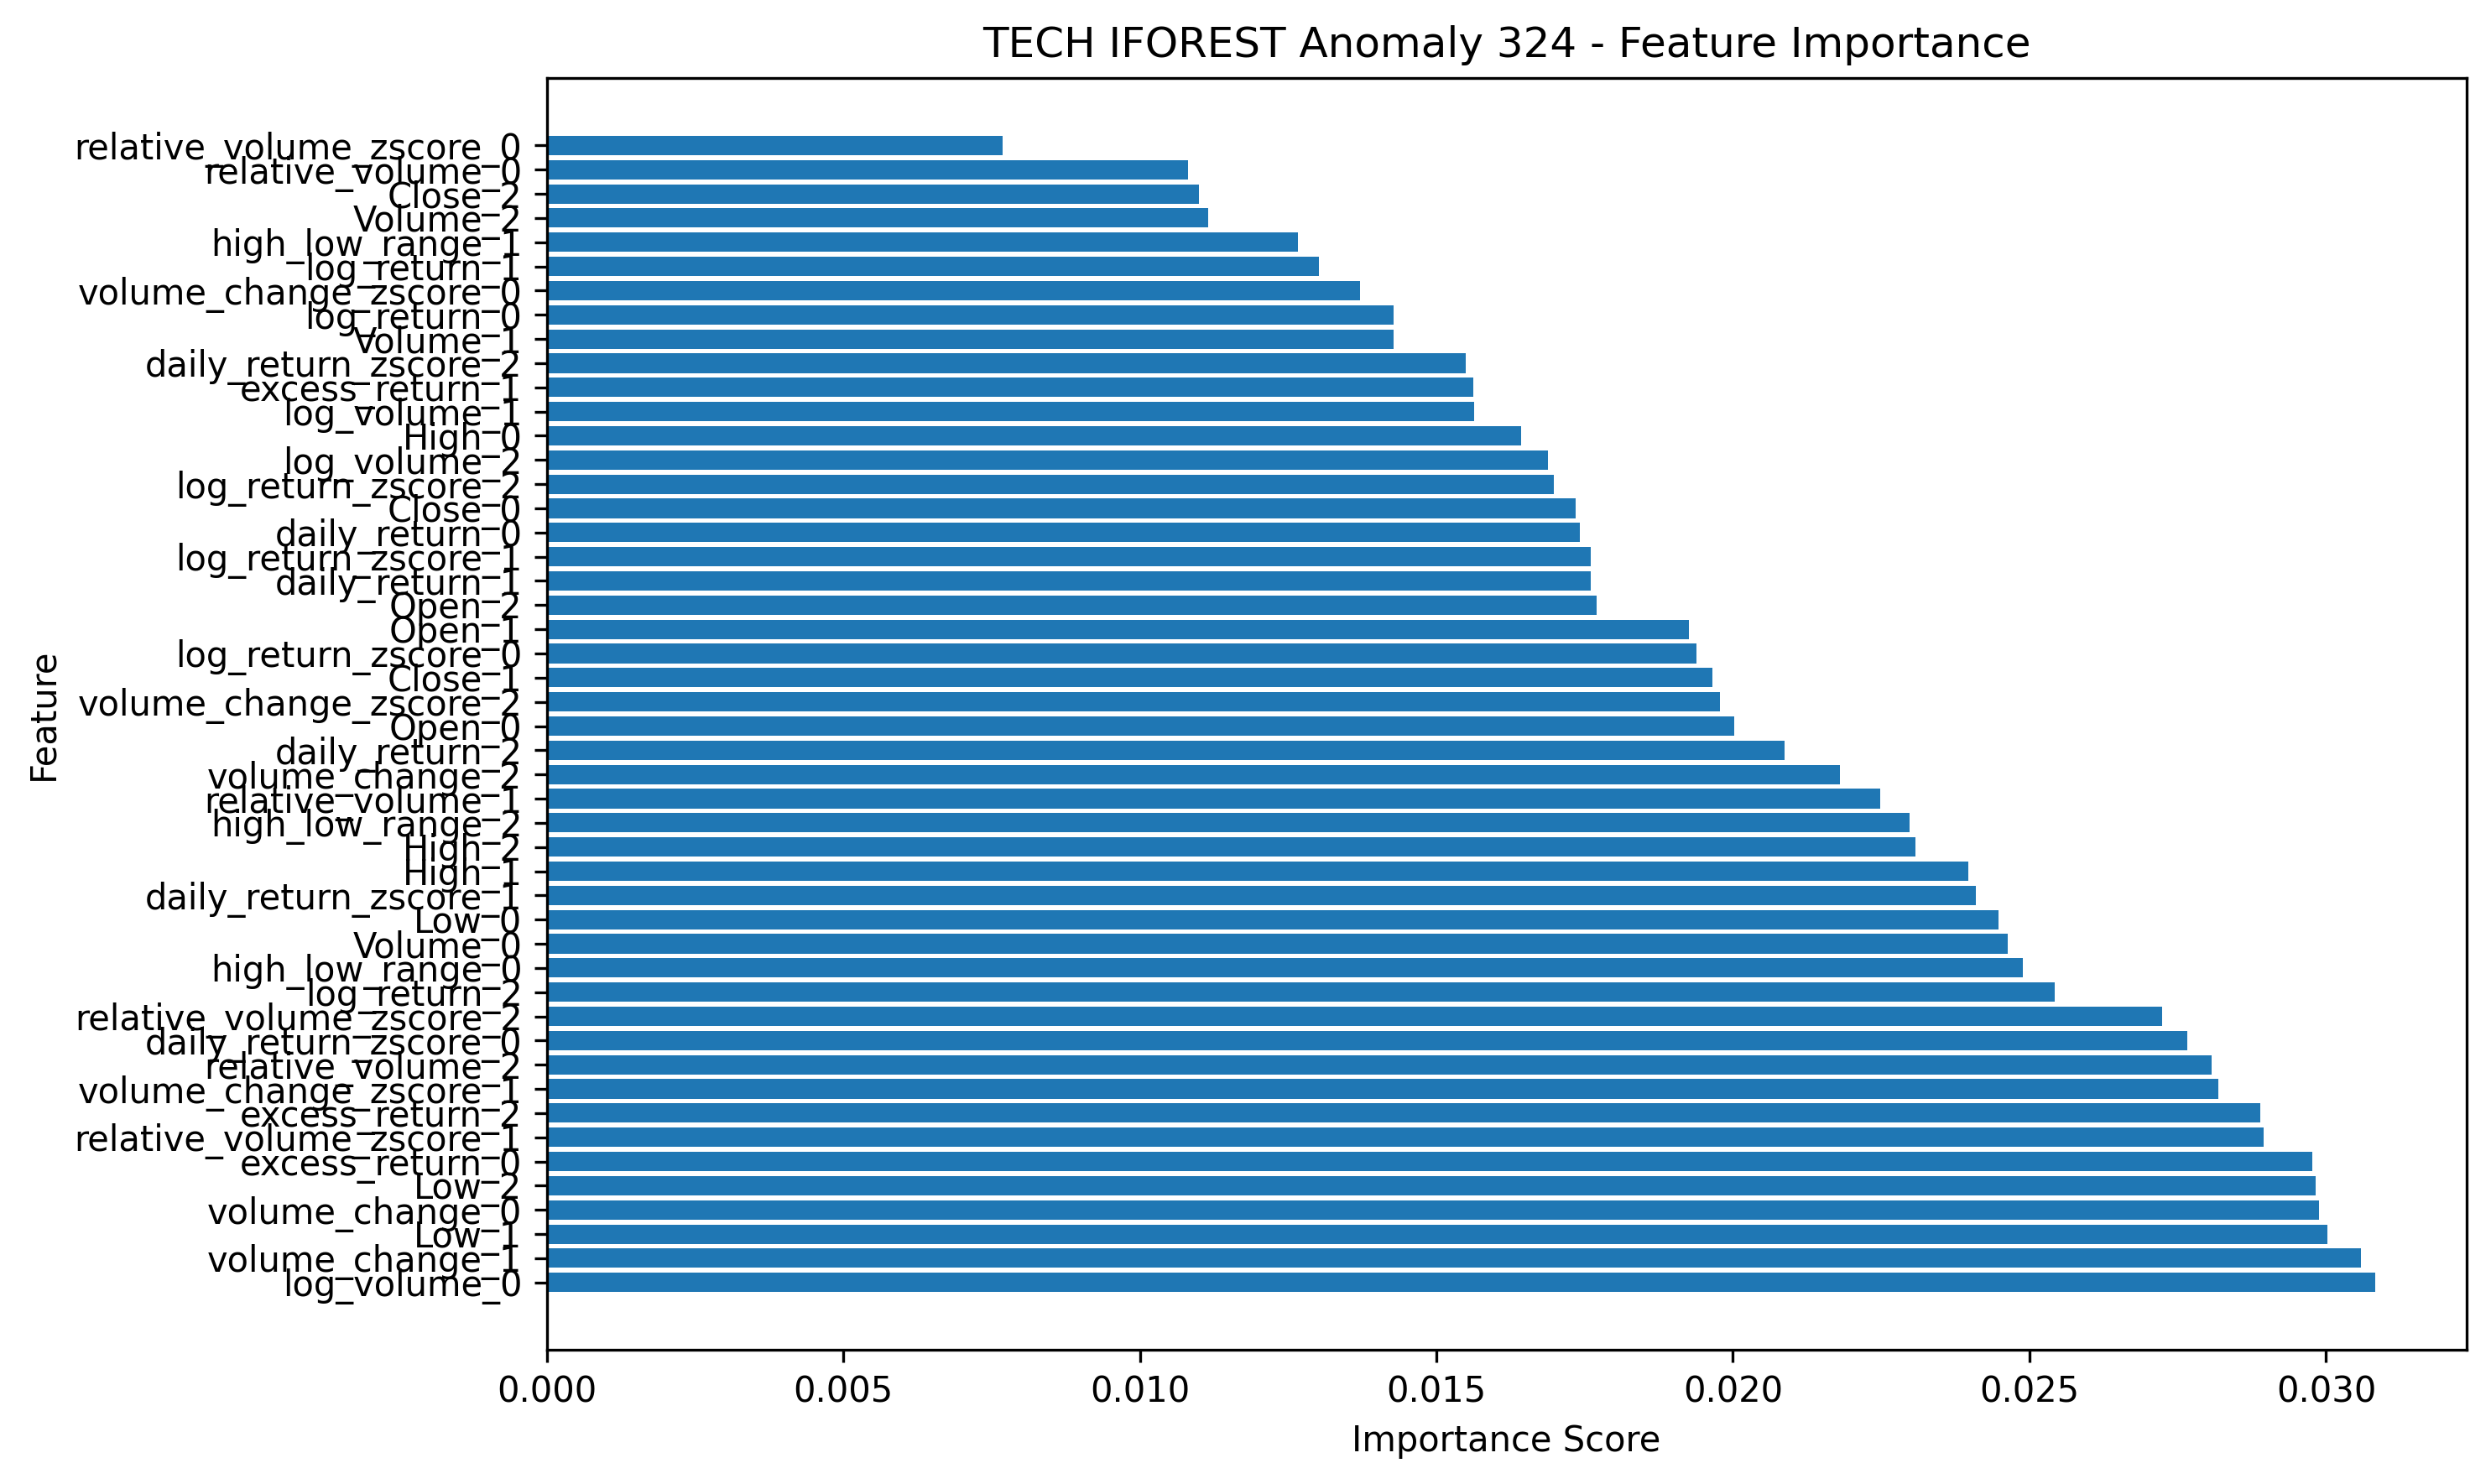 TECH IFOREST Anomaly 324 - Feature Importance
relative_volume_zscore_0
relative_volume_0
Close_2
Volume_2
high_low_range_1
log_return_1
volume_change_zscore_0
log_return_0
Volume_1
daily_return_zscore_2
excess_return_1
log_volume_1
High_0
log_volume_2
log_return_zscore_2
Close_0
daily_return_0
log_return_zscore_1
daily_return_1
Open_2
Open_1
log_return_zscore_0
Close_1
volume_change_zscore_2
Open_0
daily_return_2
volume_change_2
relative_volume_1
high_low_range_2
High_2
High_1
daily_return_zscore_1
Low_0
Volume_0
high_low_range_0
log_return_2
relative_volume_zscore_2
daily_return_zscore_0
relative_volume_2
volume_change_zscore_1
excess_return_2
relative_volume_zscore_1
excess_return_0
Low_2
volume_change_0
Low_1
volume_change_1
log_volume_0
Feature
0.000 0.005 0.010 0.015 0.020 0.025 0.030
Importance Score